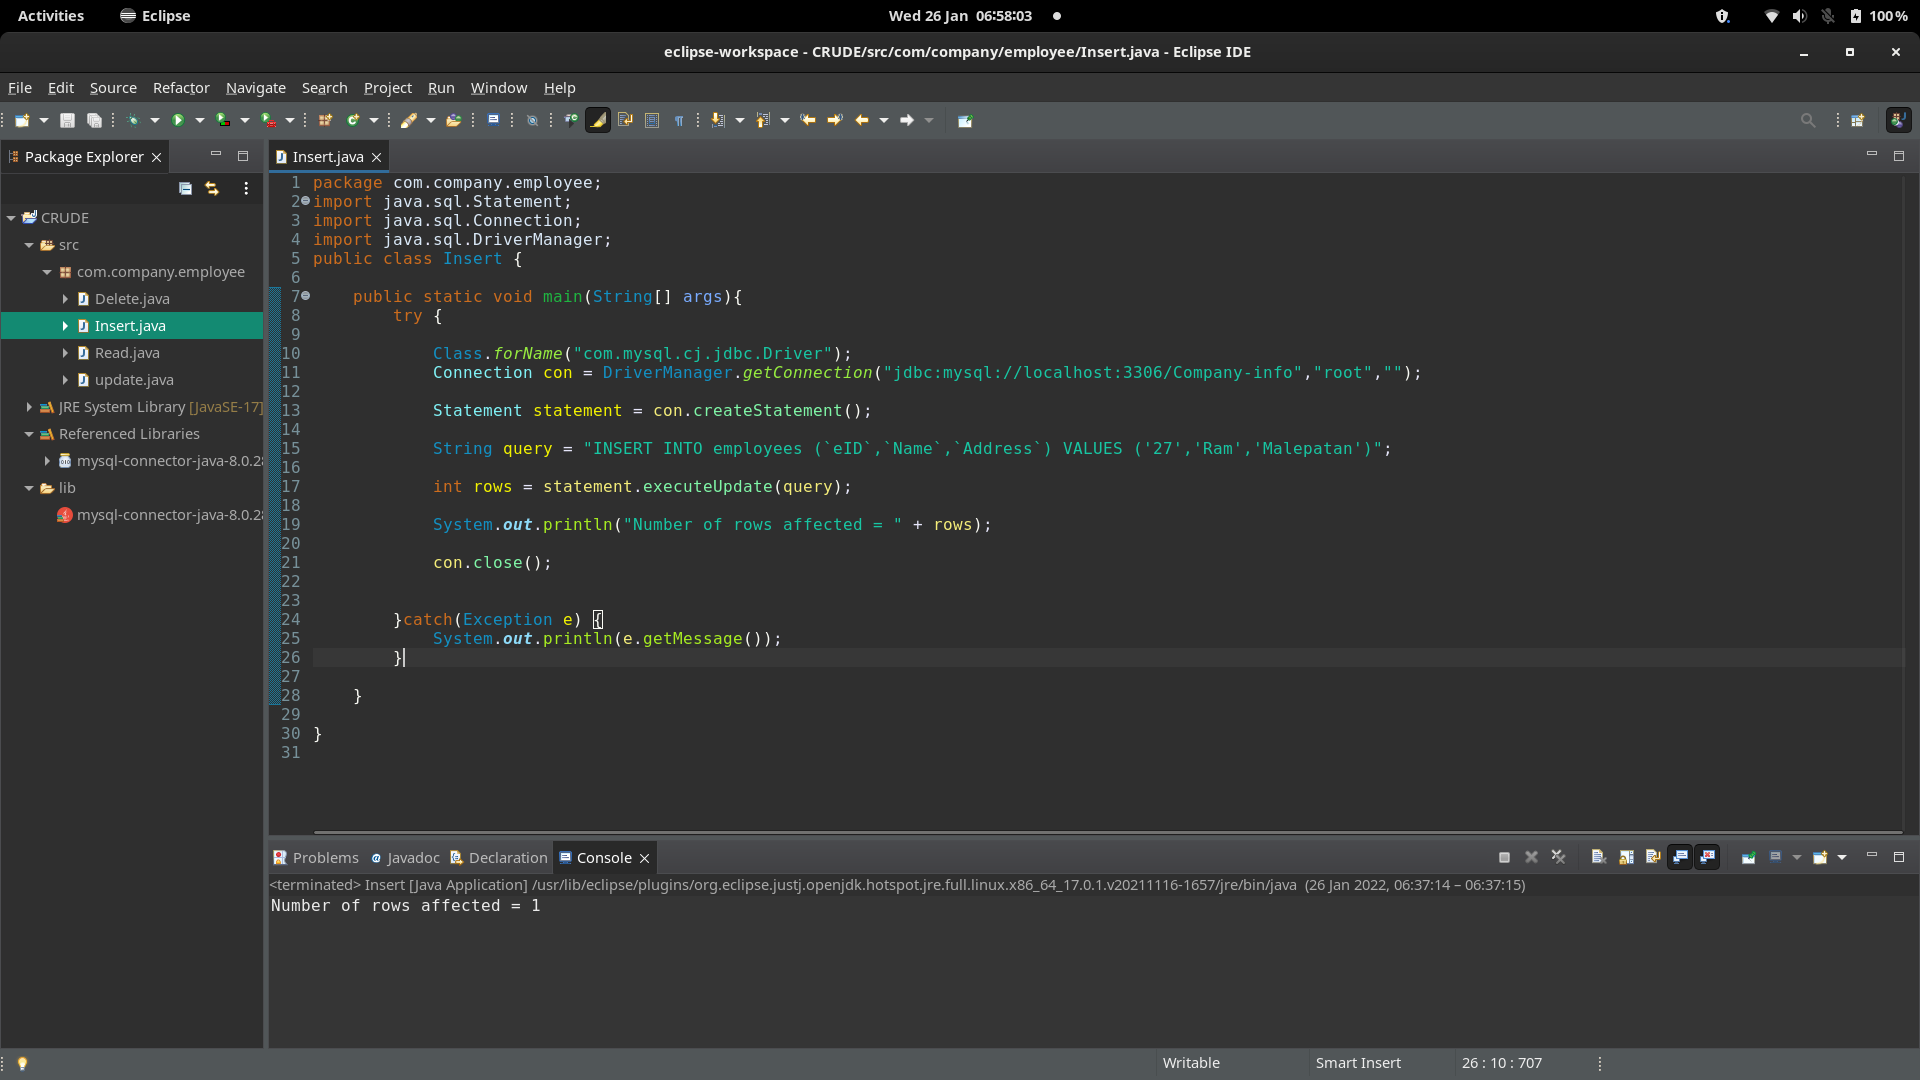 Activities Eclipse Wed 26 Jan 06:58:03 100 %
eclipse-workspace - CRUDE/src/com/company/employee/Insert.java - Eclipse IDE
File Edit Source Refactor Navigate Search Project Run Window Help
Package Explorer
CRUDE
src
com.company.employee
Delete.java
Insert.java
Read.java
update.java
JRE System Library [JavaSE-17]
Referenced Libraries
mysql-connector-java-8.0.28
lib
mysql-connector-java-8.0.28
Insert.java
1 package com.company.employee;
2 import java.sql.Statement;
3 import java.sql.Connection;
4 import java.sql.DriverManager;
5 public class Insert {
6
7 public static void main(String[] args){
8 try {
9
10 Class.forName("com.mysql.cj.jdbc.Driver");
11 Connection con = DriverManager.getConnection("jdbc:mysql://localhost:3306/Company-info","root","");
12
13 Statement statement = con.createStatement();
14
15 String query = "INSERT INTO employees (`eID`,`Name`,`Address`) VALUES ('27','Ram','Malepatan')";
16
17 int rows = statement.executeUpdate(query);
18
19 System.out.println("Number of rows affected = " + rows);
20
21 con.close();
22
23
24 }catch(Exception e) {
25 System.out.println(e.getMessage());
26 }
27
28 }
29
30 }
31
Problems Javadoc Declaration Console
<terminated> Insert [Java Application] /usr/lib/eclipse/plugins/org.eclipse.justj.openjdk.hotspot.jre.full.linux.x86_64_17.0.1.v20211116-1657/jre/bin/java (26 Jan 2022, 06:37:14 – 06:37:15)
Number of rows affected = 1
Writable Smart Insert 26 : 10 : 707